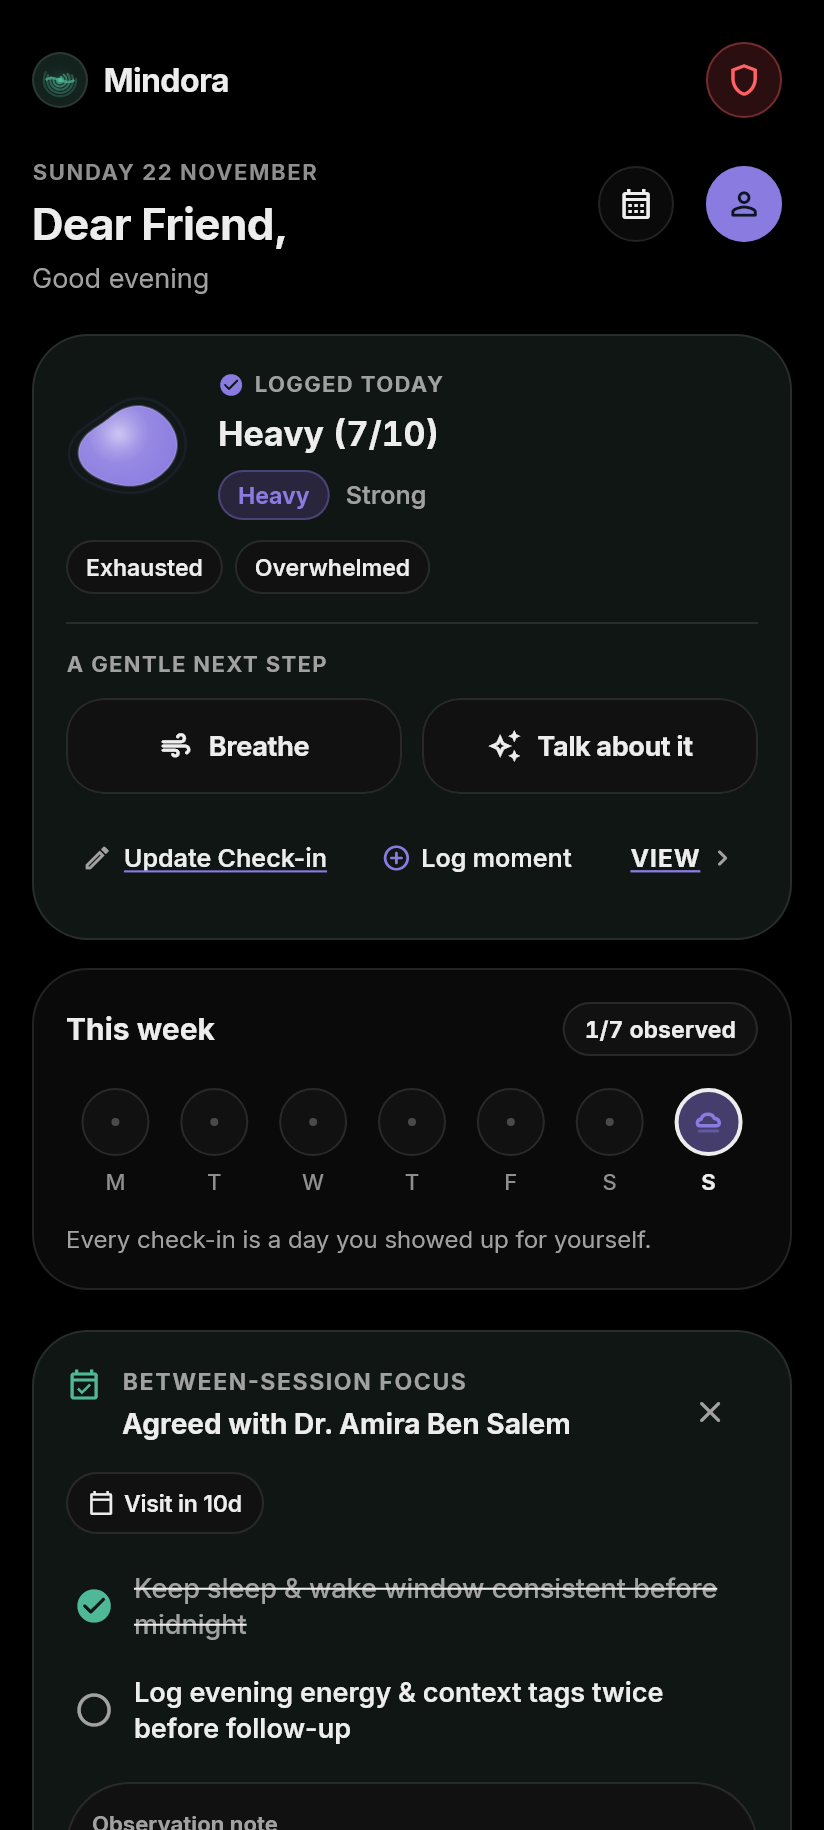 Mindora
SUNDAY 22 NOVEMBER
Dear Friend,
Good evening
LOGGED TODAY
Heavy (7/10)
Heavy Strong
Exhausted Overwhelmed
A GENTLE NEXT STEP
Breathe Talk about it
Update Check-in Log moment VIEW
This week 1/7 observed
M T W T F S S
Every check-in is a day you showed up for yourself.
BETWEEN-SESSION FOCUS
Agreed with Dr. Amira Ben Salem
Visit in 10d
Keep sleep & wake window consistent before
midnight
Log evening energy & context tags twice
before follow-up
Observation note